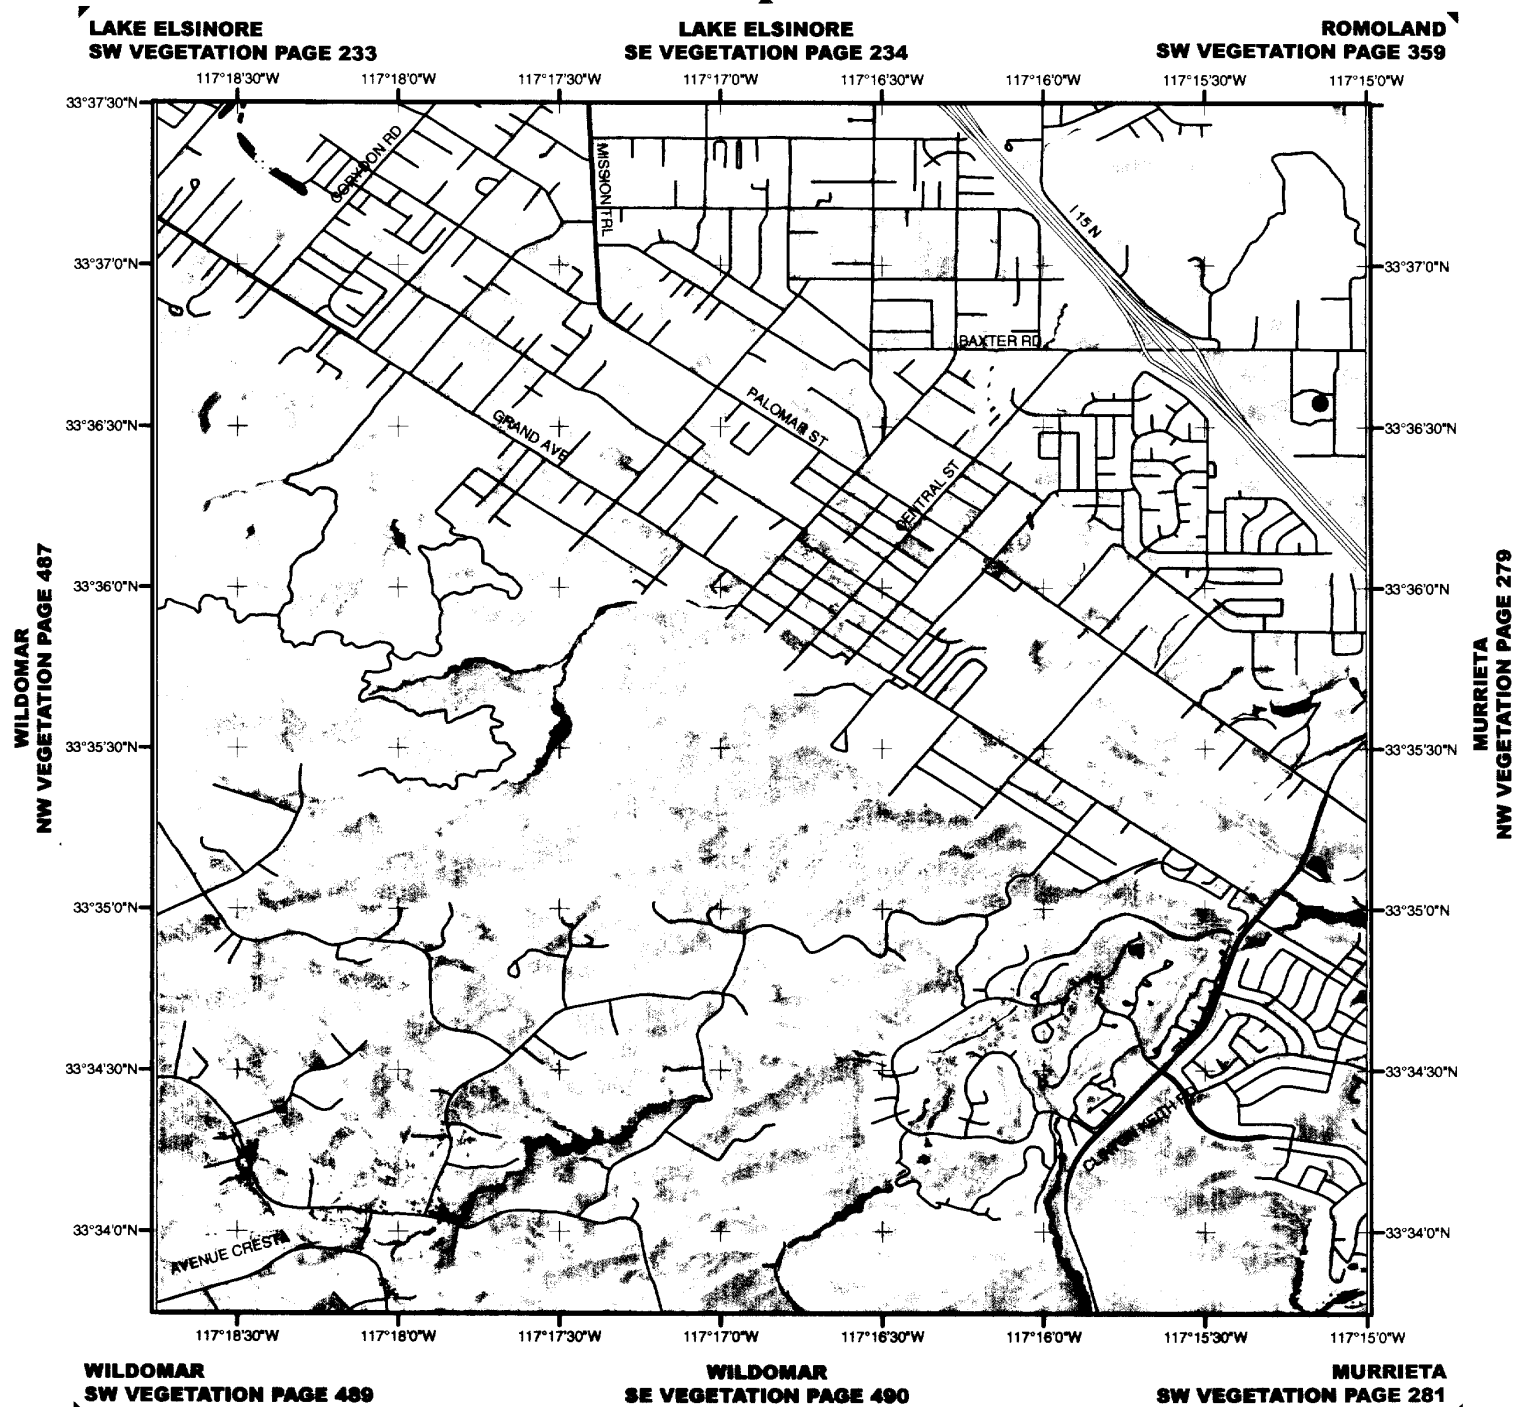 LAKE ELSINORE
SW VEGETATION PAGE 233
LAKE ELSINORE
SE VEGETATION PAGE 234
ROMOLAND
SW VEGETATION PAGE 359
117°18'30"W 117°18'0"W 117°17'30"W 117°17'0"W 117°16'30"W 117°16'0"W 117°15'30"W 117°15'0"W
33°37'30"N
CORYDON RD
MISSION TRL
I 15 N
33°37'0"N 33°37'0"N
BAXTER RD
PALOMAR ST
GRAND AVE
33°36'30"N 33°36'30"N
CENTRAL ST
WILDOMAR
NW VEGETATION PAGE 487
MURRIETA
NW VEGETATION PAGE 279
33°36'0"N 33°36'0"N
33°35'30"N 33°35'30"N
33°35'0"N 33°35'0"N
33°34'30"N 33°34'30"N
CLINTON KEITH RD
33°34'0"N 33°34'0"N
AVENUE CRESTA
117°18'30"W 117°18'0"W 117°17'30"W 117°17'0"W 117°16'30"W 117°16'0"W 117°15'30"W 117°15'0"W
WILDOMAR
SW VEGETATION PAGE 489
WILDOMAR
SE VEGETATION PAGE 490
MURRIETA
SW VEGETATION PAGE 281